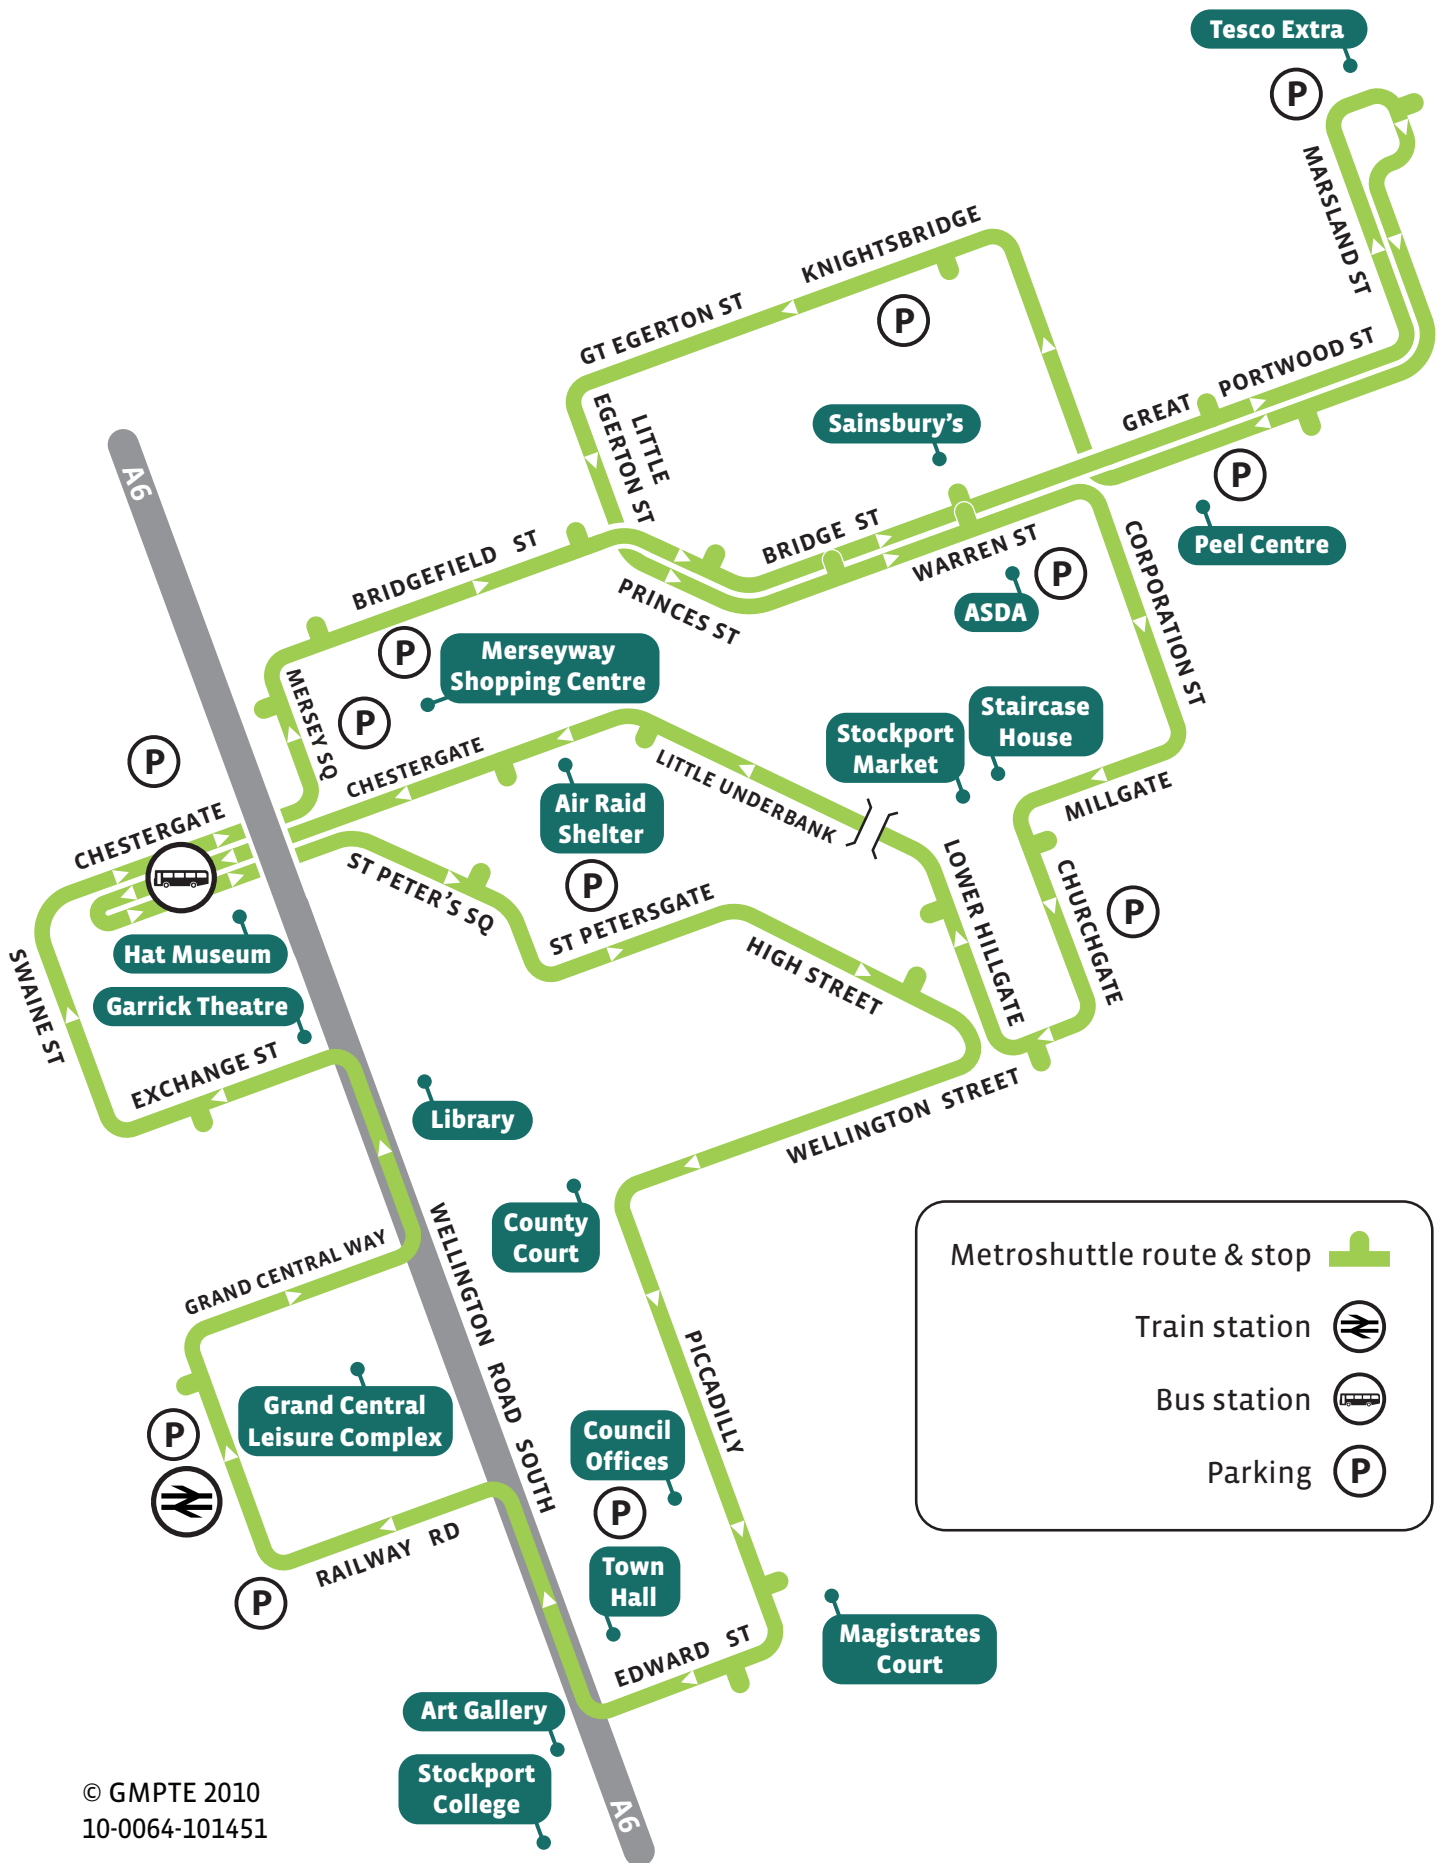 Tesco Extra
P
MARSLAND ST
KNIGHTSBRIDGE
GT EGERTON ST
P
GREAT PORTWOOD ST
LITTLE
EGERTON ST
Sainsbury's
A6
P
BRIDGE ST
BRIDGEFIELD ST
WARREN ST
CORPORATION ST
Peel Centre
PRINCES ST
ASDA
P
P
Merseyway
Shopping Centre
MERSEY SQ
P
Staircase
House
Stockport
Market
P
CHESTERGATE
LITTLE UNDERBANK
MILLGATE
Air Raid
Shelter
CHESTERGATE
LOWER HILLGATE
CHURCHGATE
ST PETER'S SQ
P
P
ST PETERSGATE
HIGH STREET
Hat Museum
SWAINE ST
Garrick Theatre
EXCHANGE ST
Library
WELLINGTON STREET
County
Court
WELLINGTON ROAD SOUTH
GRAND CENTRAL WAY
PICCADILLY
Metroshuttle route & stop
Train station
Bus station
Parking P
Grand Central
Leisure Complex
P
Council
Offices
P
RAILWAY RD
Town
Hall
P
EDWARD ST
Magistrates
Court
Art Gallery
Stockport
College
A6
© GMPTE 2010
10-0064-101451